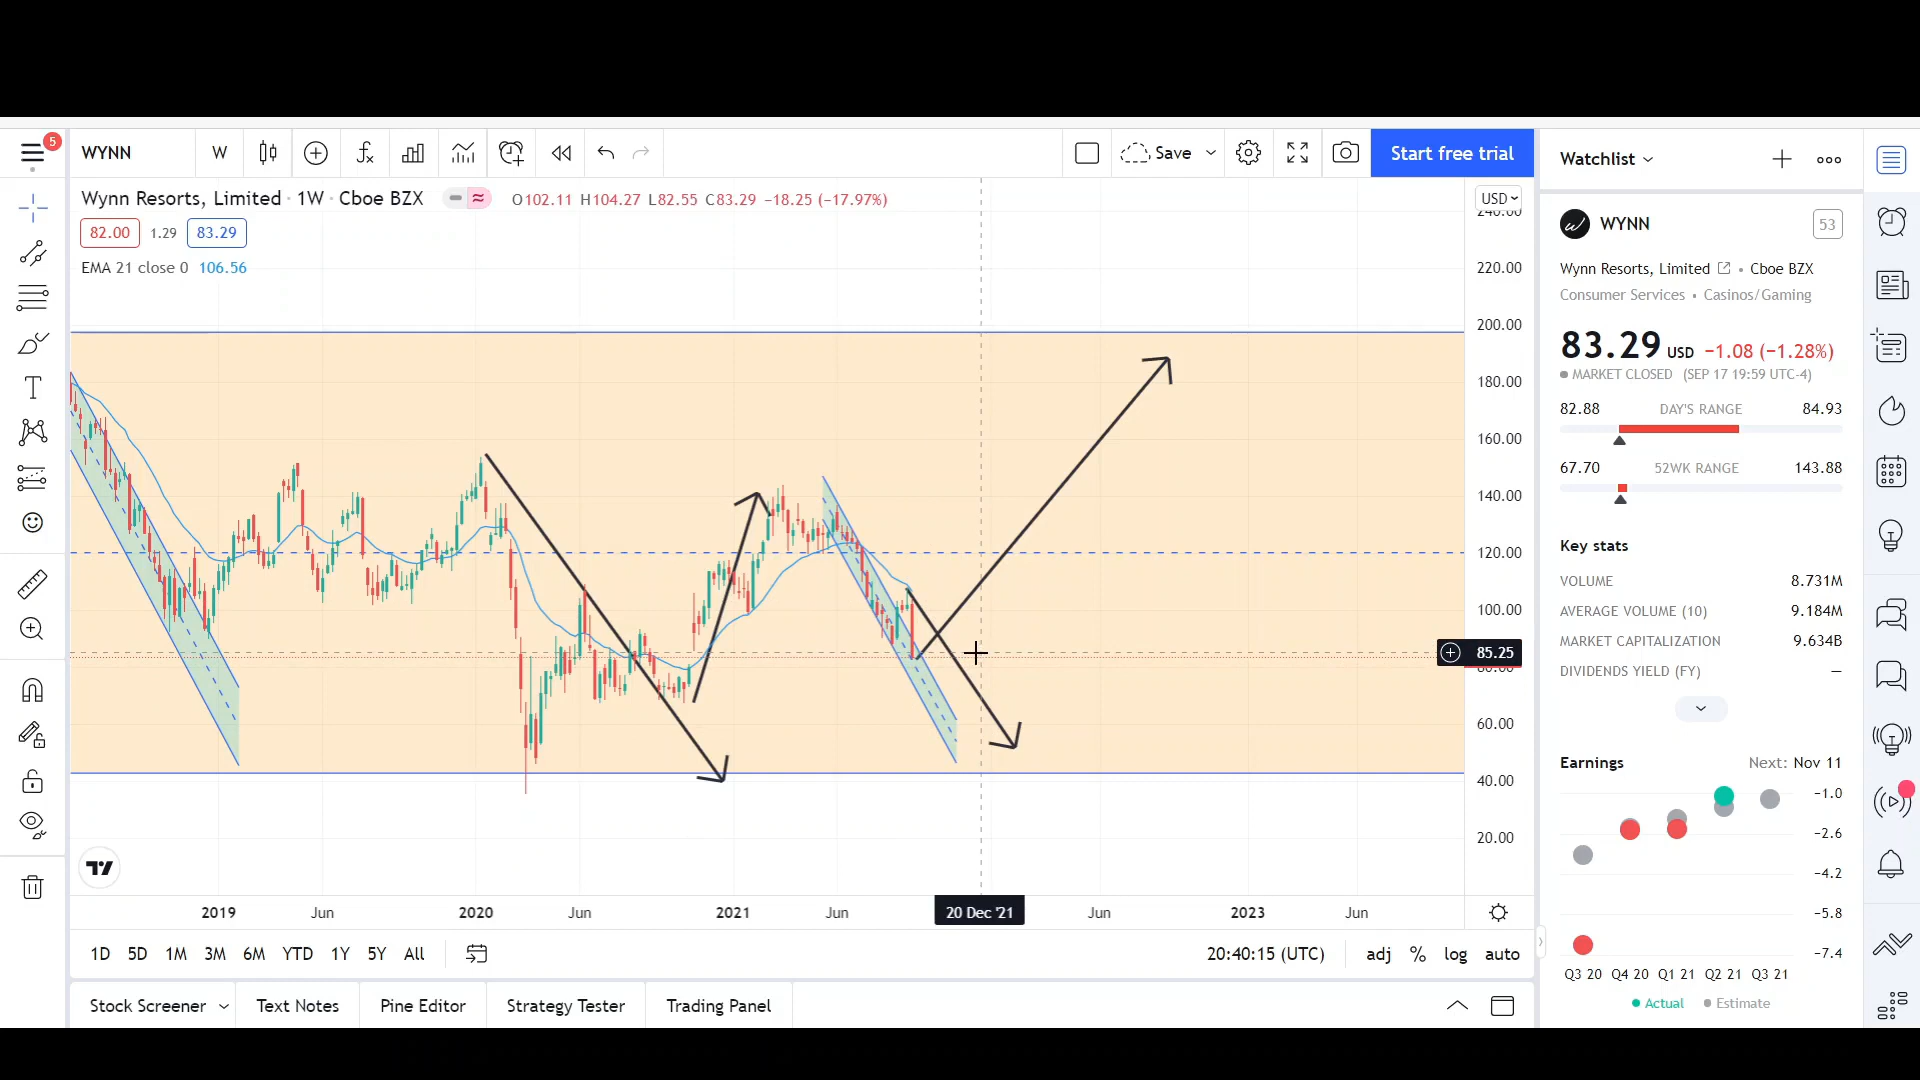 5
WYNN
W
Save
Start free trial
Watchlist
Wynn Resorts, Limited · 1W · Cboe BZX
O102.11 H104.27 L82.55 C83.29 −18.25 (−17.97%)
82.00 1.29 83.29
EMA 21 close 0 106.56
USD
240.00
220.00
200.00
180.00
160.00
140.00
120.00
100.00
85.25
80.00
60.00
40.00
20.00
2019 Jun 2020 Jun 2021 Jun 20 Dec '21 Jun 2023 Jun
1D 5D 1M 3M 6M YTD 1Y 5Y All
20:40:15 (UTC) adj % log auto
Stock Screener Text Notes Pine Editor Strategy Tester Trading Panel
WYNN 53
Wynn Resorts, Limited • Cboe BZX
Consumer Services • Casinos/Gaming
83.29 USD −1.08 (−1.28%)
MARKET CLOSED (SEP 17 19:59 UTC-4)
82.88 DAY'S RANGE 84.93
67.70 52WK RANGE 143.88
Key stats
VOLUME 8.731M
AVERAGE VOLUME (10) 9.184M
MARKET CAPITALIZATION 9.634B
DIVIDENDS YIELD (FY) —
Earnings Next: Nov 11
−1.0
−2.6
−4.2
−5.8
−7.4
Q3 20 Q4 20 Q1 21 Q2 21 Q3 21
Actual Estimate